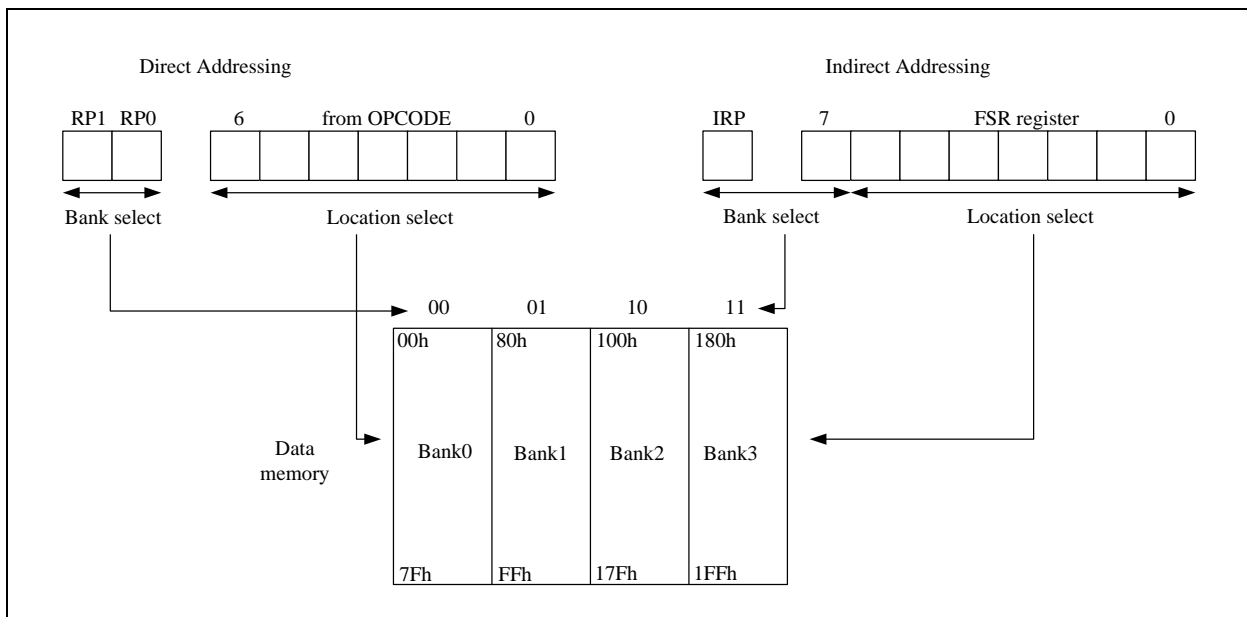 Direct Addressing Indirect Addressing
RP1 RP0 6 from OPCODE 0 IRP 7 FSR register 0
Bank select Location select Bank select Location select
00 01 10 11
00h 80h 100h 180h
Data
memory
Bank0 Bank1 Bank2 Bank3
7Fh FFh 17Fh 1FFh